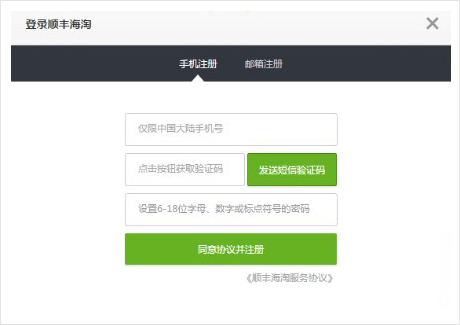 登录顺丰海淘
手机注册 邮箱注册
仅限中国大陆手机号
点击按钮获取验证码 发送短信验证码
设置6-18位字母、数字或标点符号的密码
同意协议并注册
《顺丰海淘服务协议》